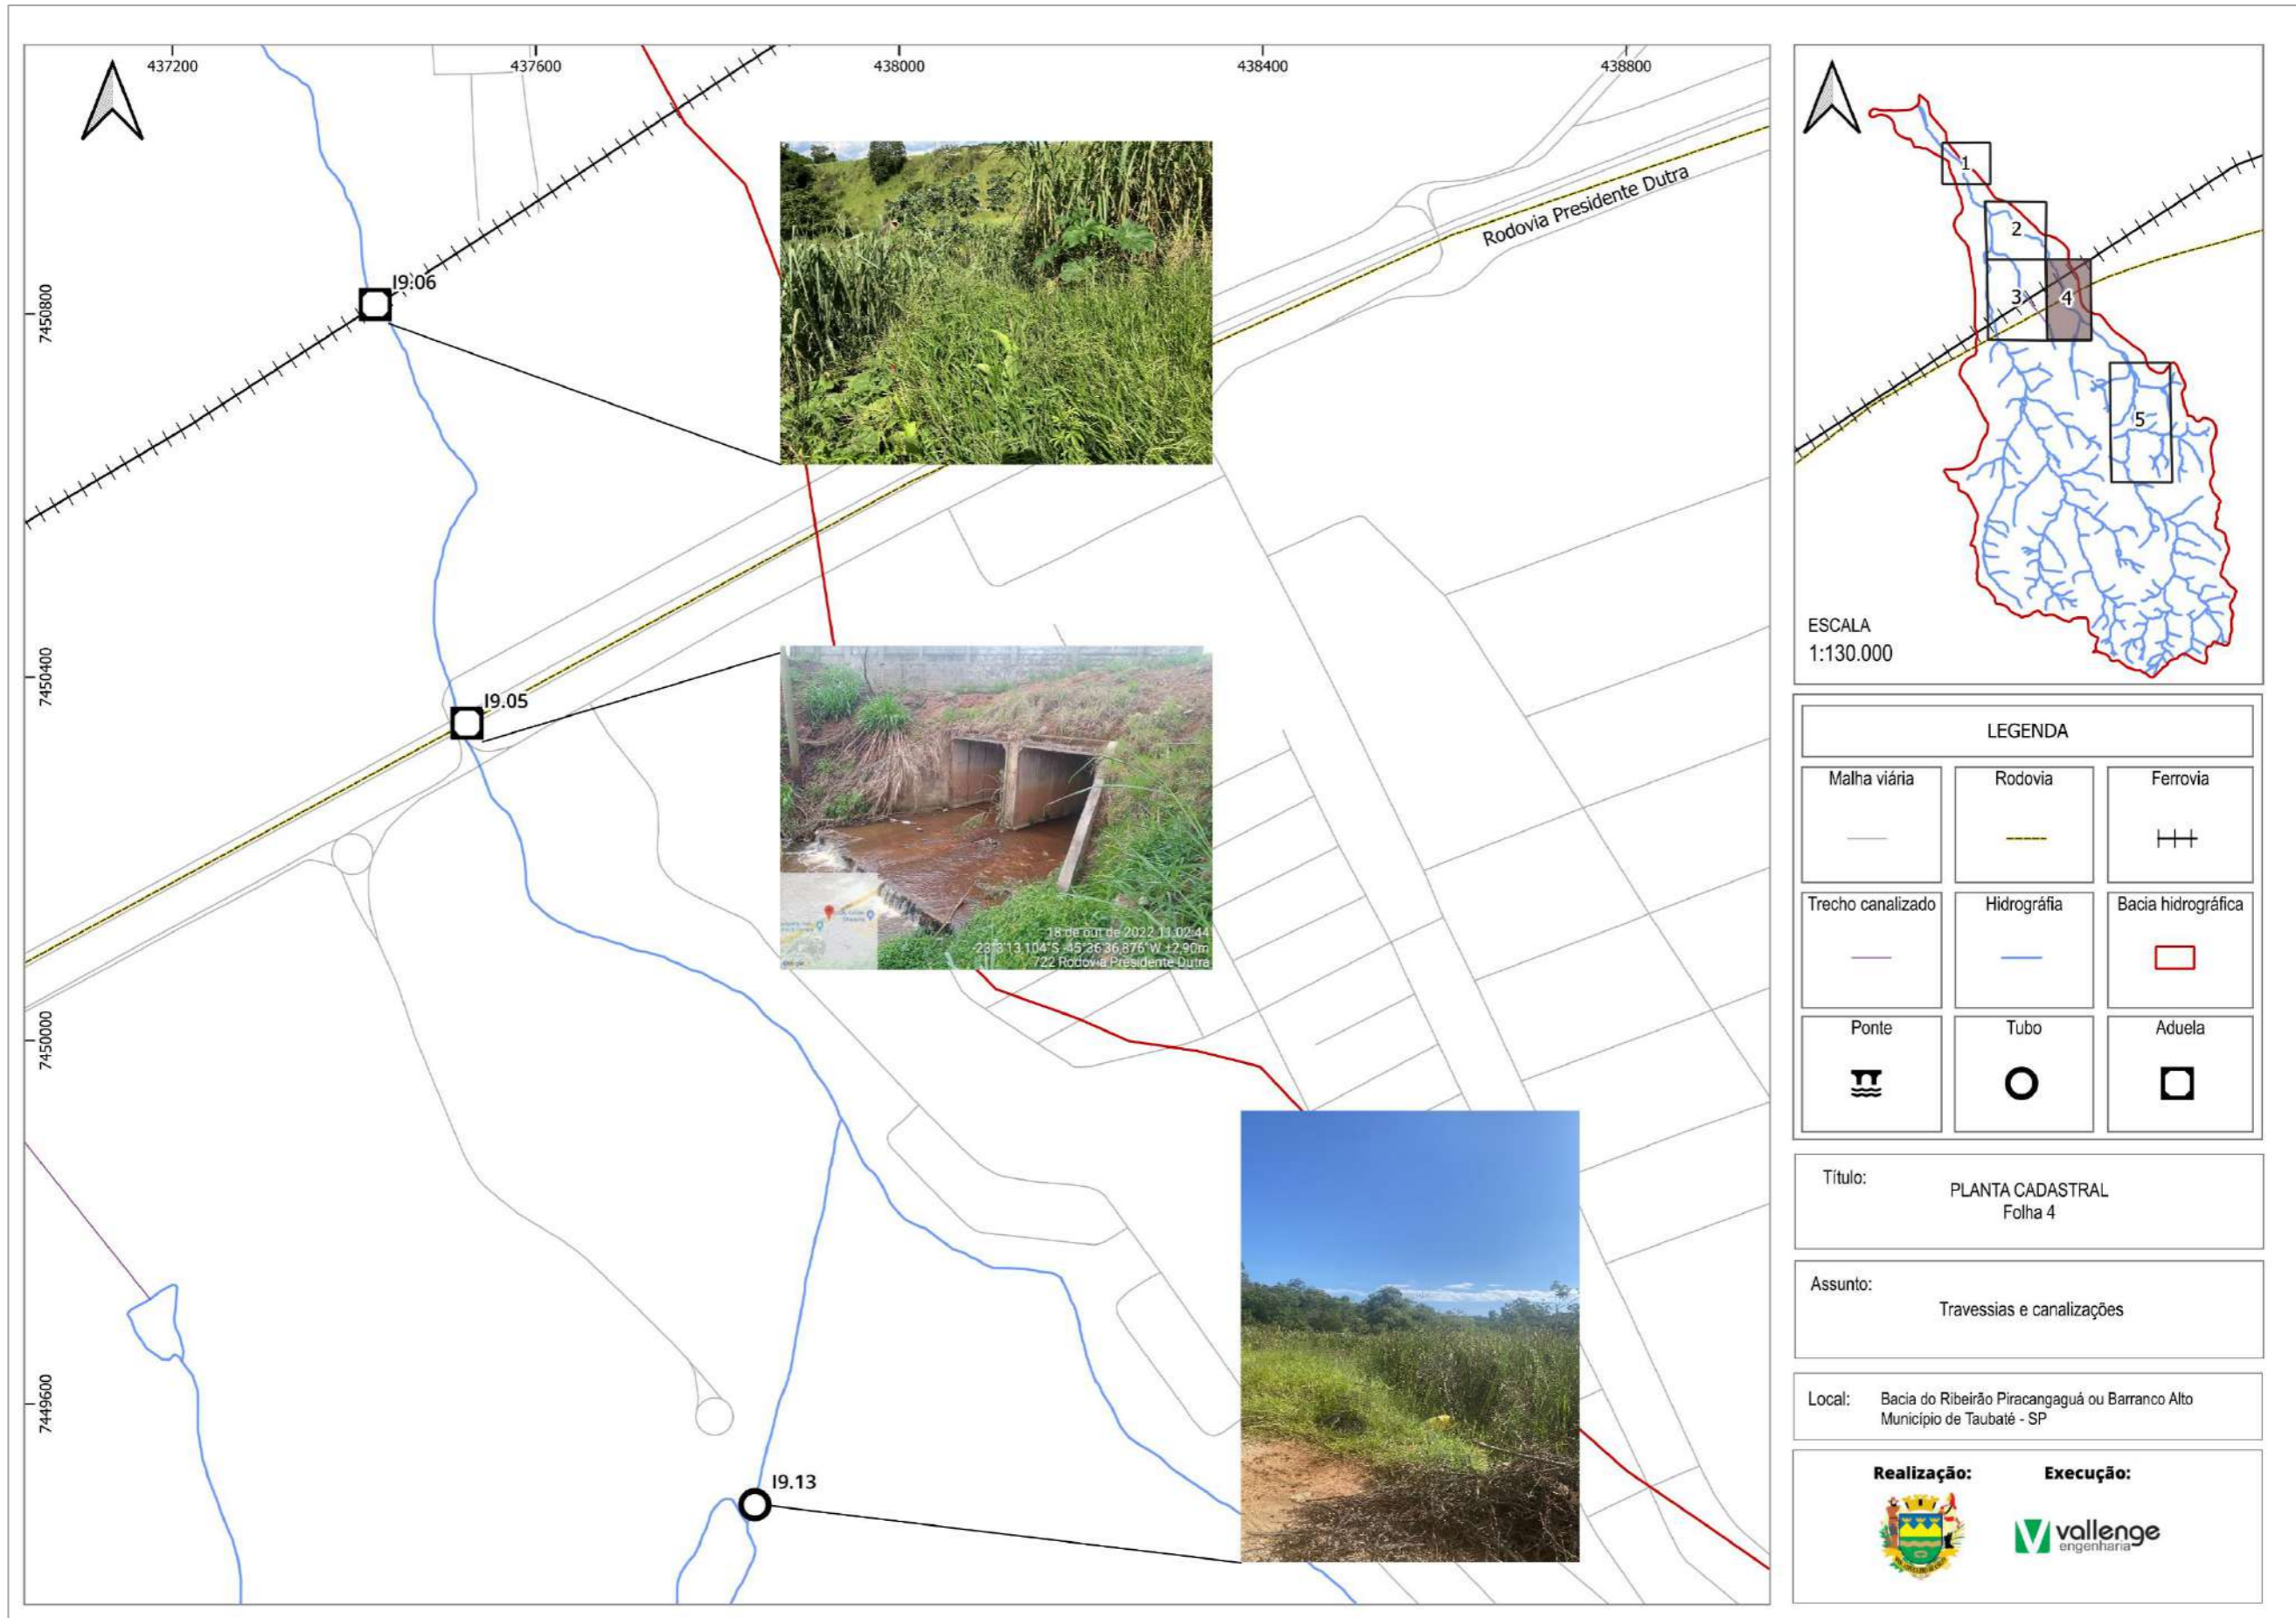 437200
437600
438000
438400
438800
7450800
7450400
7450000
7449600
I9.06
I9.05
I9.13
Rodovia Presidente Dutra
18 de out de 2022 11:02:44
722 Rodovia Presidente Dutra
1
2
3
4
5
ESCALA
1:130.000
LEGENDA
Malha viária
Rodovia
Ferrovia
Trecho canalizado
Hidrográfia
Bacia hidrográfica
Ponte
Tubo
Aduela
Título:
PLANTA CADASTRAL
Folha 4
Assunto:
Travessias e canalizações
Local:
Bacia do Ribeirão Piracangaguá ou Barranco Alto
Município de Taubaté - SP
Realização:
Execução:
vallenge
engenharia